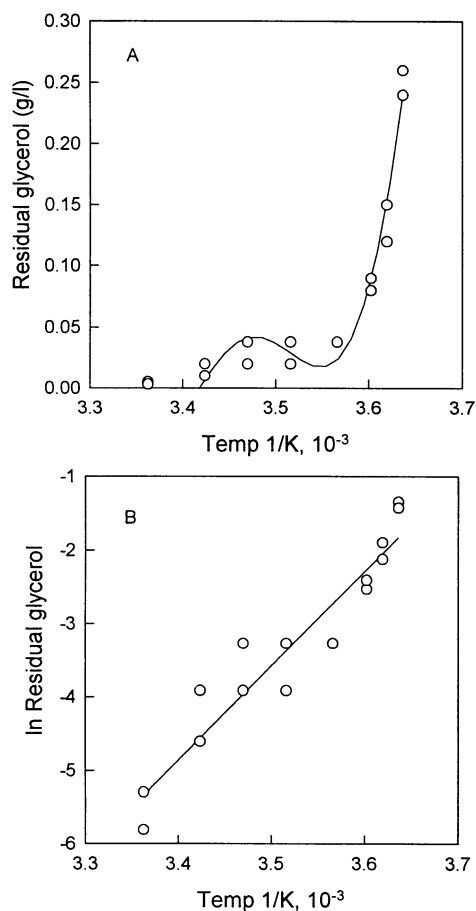 0.30
A
0.25
0.20
0.15
0.10
0.05
0.00
Residual glycerol (g/l)
3.3 3.4 3.5 3.6 3.7
Temp 1/K, 10-3
-1
B
-2
-3
-4
-5
-6
ln Residual glycerol
3.3 3.4 3.5 3.6 3.7
Temp 1/K, 10-3